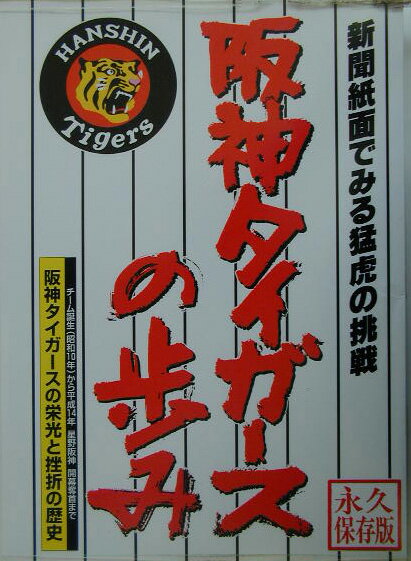 HANSHIN
Tigers
新聞紙面でみる猛虎の挑戦
阪神タイガース
の歩み
チーム誕生(昭和10年)から平成14年 星野阪神 開幕奪首まで
阪神タイガースの栄光と挫折の歴史
永久
保存版